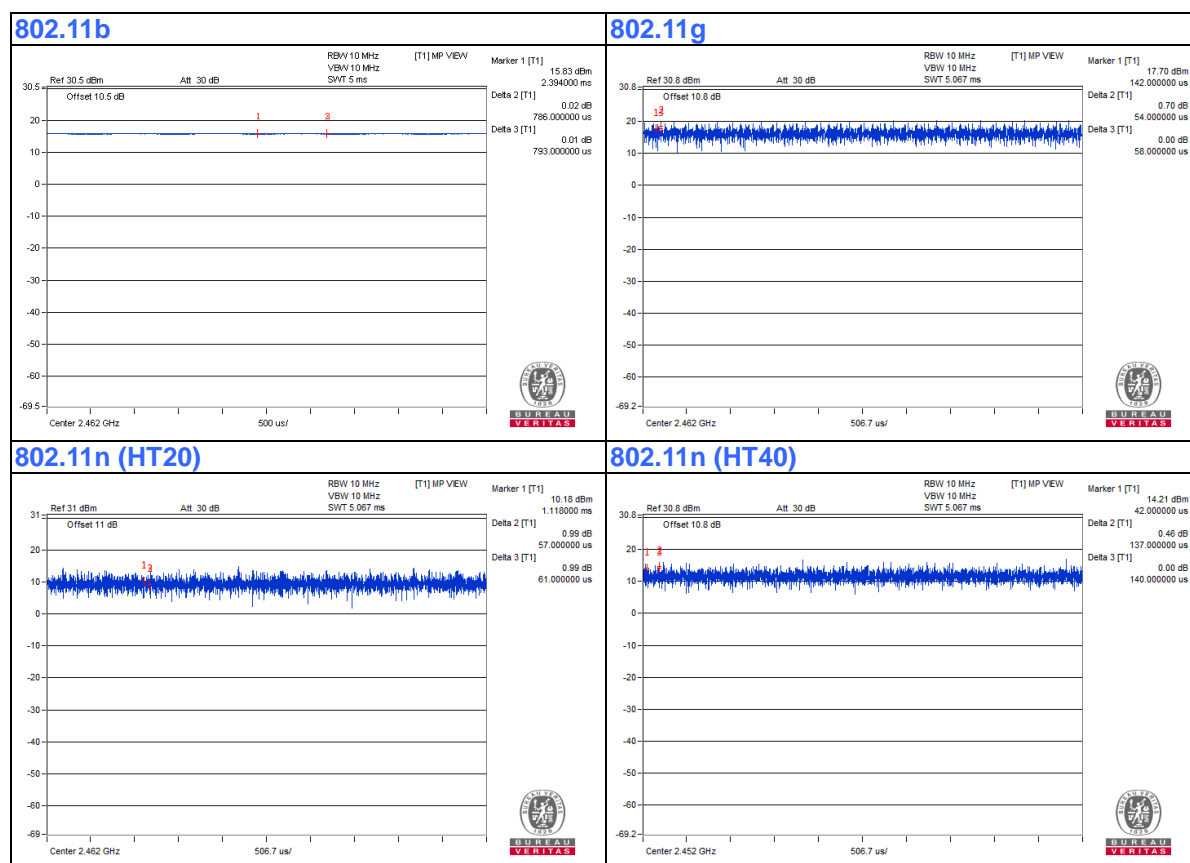 802.11b
RBW 10 MHz [T1] MP VIEW
VBW 10 MHz
SWT 5 ms
Ref 30.5 dBm Att 30 dB
Marker 1 [T1]
15.83 dBm
2.394000 ms
Delta 2 [T1]
0.02 dB
786.000000 us
Delta 3 [T1]
0.01 dB
793.000000 us
30.5
Offset 10.5 dB
20
10
0
-10
-20
-30
-40
-50
-60
-69.5
1
Center 2.462 GHz 500 us/
BUREAU VERITAS
1828
BUREAU
VERITAS
802.11g
RBW 10 MHz [T1] MP VIEW
VBW 10 MHz
SWT 5.067 ms
Ref 30.8 dBm Att 30 dB
Marker 1 [T1]
17.70 dBm
142.000000 us
Delta 2 [T1]
0.70 dB
54.000000 us
Delta 3 [T1]
0.00 dB
58.000000 us
30.8
Offset 10.8 dB
20
10
0
-10
-20
-30
-40
-50
-60
-69.2
Center 2.462 GHz 506.7 us/
BUREAU VERITAS
1828
BUREAU
VERITAS
802.11n (HT20)
RBW 10 MHz [T1] MP VIEW
VBW 10 MHz
SWT 5.067 ms
Ref 31 dBm Att 30 dB
Marker 1 [T1]
10.18 dBm
1.118000 ms
Delta 2 [T1]
0.99 dB
57.000000 us
Delta 3 [T1]
0.99 dB
61.000000 us
31
Offset 11 dB
20
10
0
-10
-20
-30
-40
-50
-60
-69
1
Center 2.462 GHz 506.7 us/
BUREAU VERITAS
1828
BUREAU
VERITAS
802.11n (HT40)
RBW 10 MHz [T1] MP VIEW
VBW 10 MHz
SWT 5.067 ms
Ref 30.8 dBm Att 30 dB
Marker 1 [T1]
14.21 dBm
42.000000 us
Delta 2 [T1]
0.46 dB
137.000000 us
Delta 3 [T1]
0.00 dB
140.000000 us
30.8
Offset 10.8 dB
20
10
0
-10
-20
-30
-40
-50
-60
-69.2
1
Center 2.452 GHz 506.7 us/
BUREAU VERITAS
1828
BUREAU
VERITAS